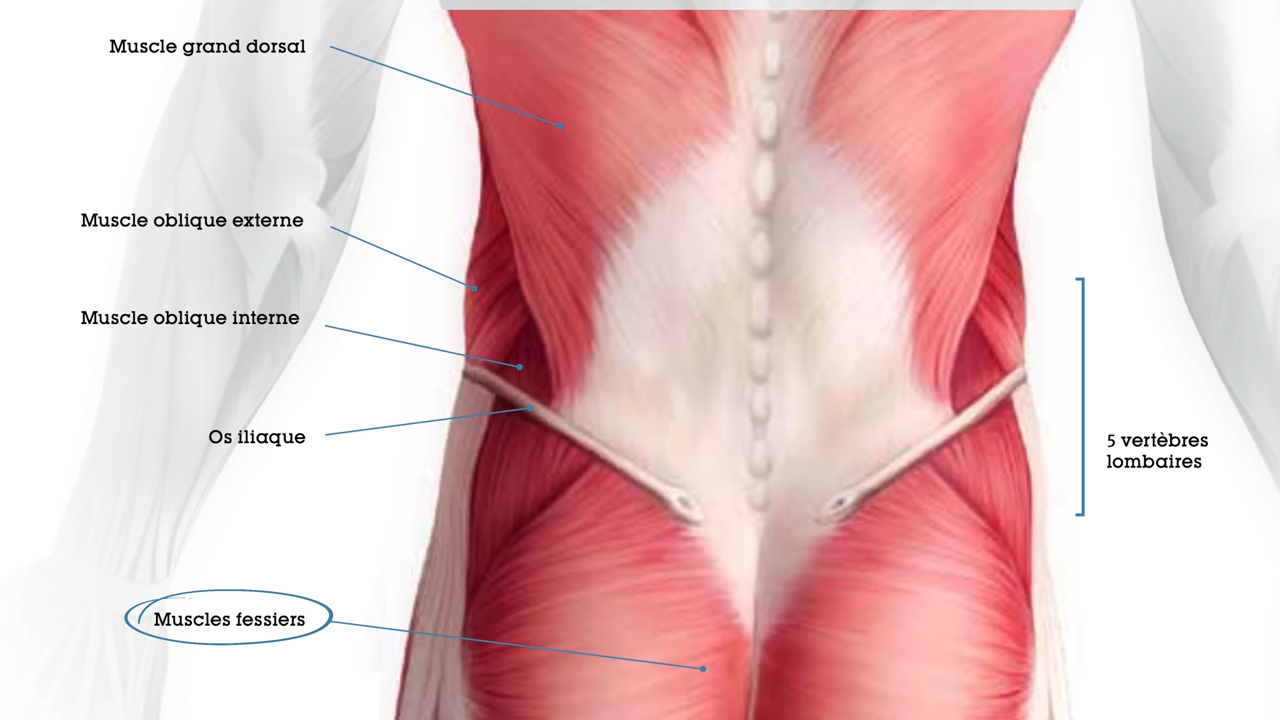 Muscle grand dorsal
Muscle oblique externe
Muscle oblique interne
Os iliaque
5 vertèbres
lombaires
Muscles fessiers